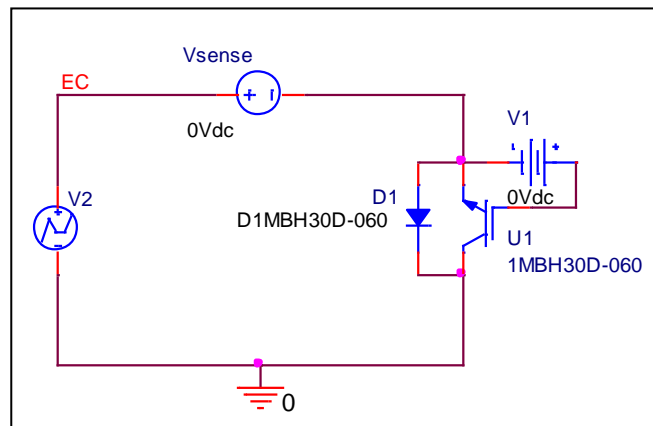 Vsense
EC
0Vdc
V1
V2
D1
0Vdc
D1MBH30D-060
U1
1MBH30D-060
0